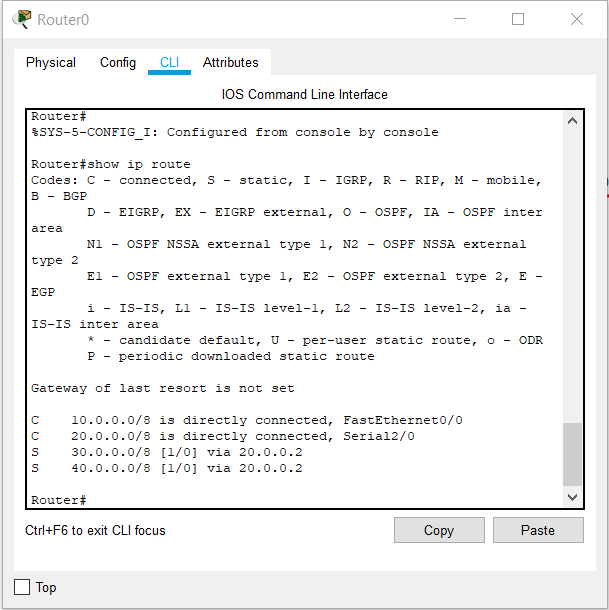 Router0
Physical Config CLI Attributes
IOS Command Line Interface
Router#
%SYS-5-CONFIG_I: Configured from console by console
Router#show ip route
Codes: C - connected, S - static, I - IGRP, R - RIP, M - mobile,
B - BGP
D - EIGRP, EX - EIGRP external, O - OSPF, IA - OSPF inter
area
N1 - OSPF NSSA external type 1, N2 - OSPF NSSA external
type 2
E1 - OSPF external type 1, E2 - OSPF external type 2, E -
EGP
i - IS-IS, L1 - IS-IS level-1, L2 - IS-IS level-2, ia -
IS-IS inter area
* - candidate default, U - per-user static route, o - ODR
P - periodic downloaded static route
Gateway of last resort is not set
C 10.0.0.0/8 is directly connected, FastEthernet0/0
C 20.0.0.0/8 is directly connected, Serial2/0
S 30.0.0.0/8 [1/0] via 20.0.0.2
S 40.0.0.0/8 [1/0] via 20.0.0.2
Router#
Ctrl+F6 to exit CLI focus Copy Paste
Top